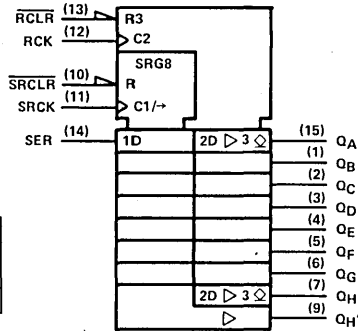 RCLR (13) R3
RCK (12) C2
SRG8
SRCLR (10) R
SRCK (11) C1/→
SER (14) 1D 2D ▷ 3 (15) QA
(1) QB
(2) QC
(3) QD
(4) QE
(5) QF
(6) QG
2D ▷ 3 (7) QH
▷ (9) QH'